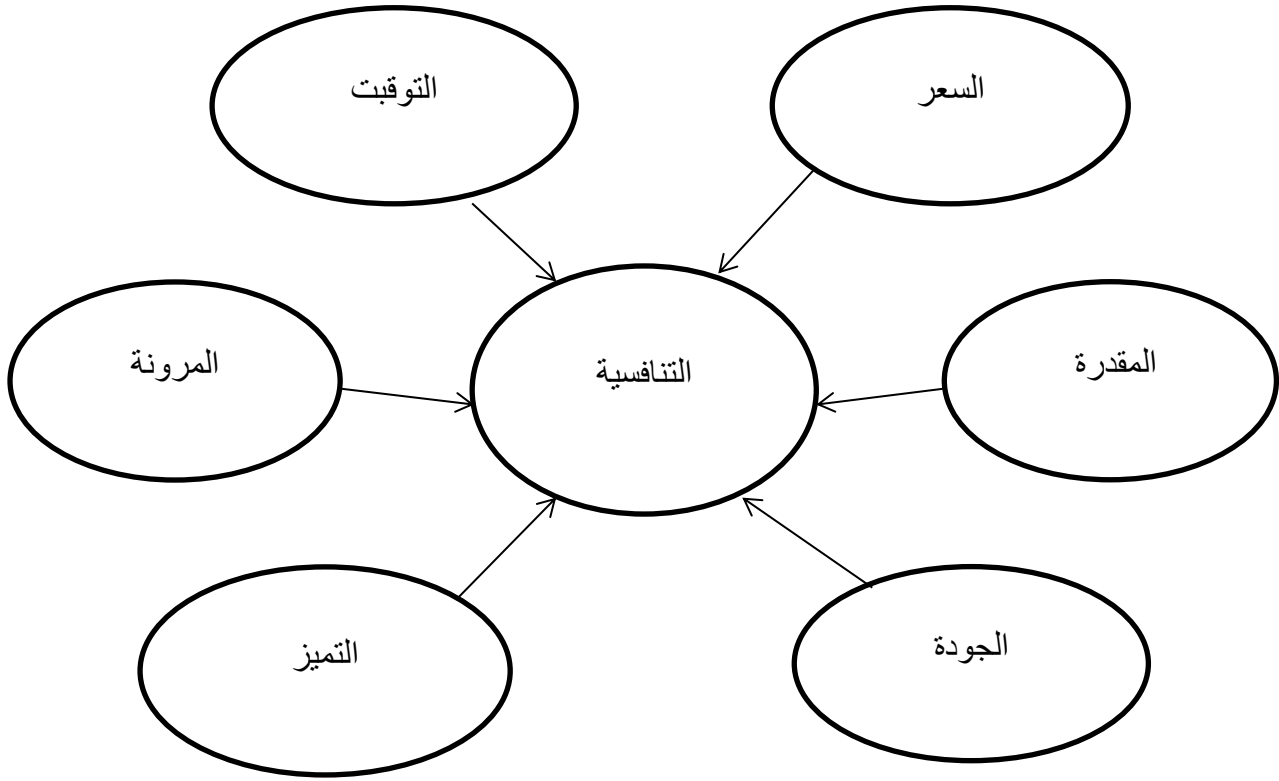 السعر
التوقبت
المقدرة
المرونة
التنافسية
الجودة
التميز